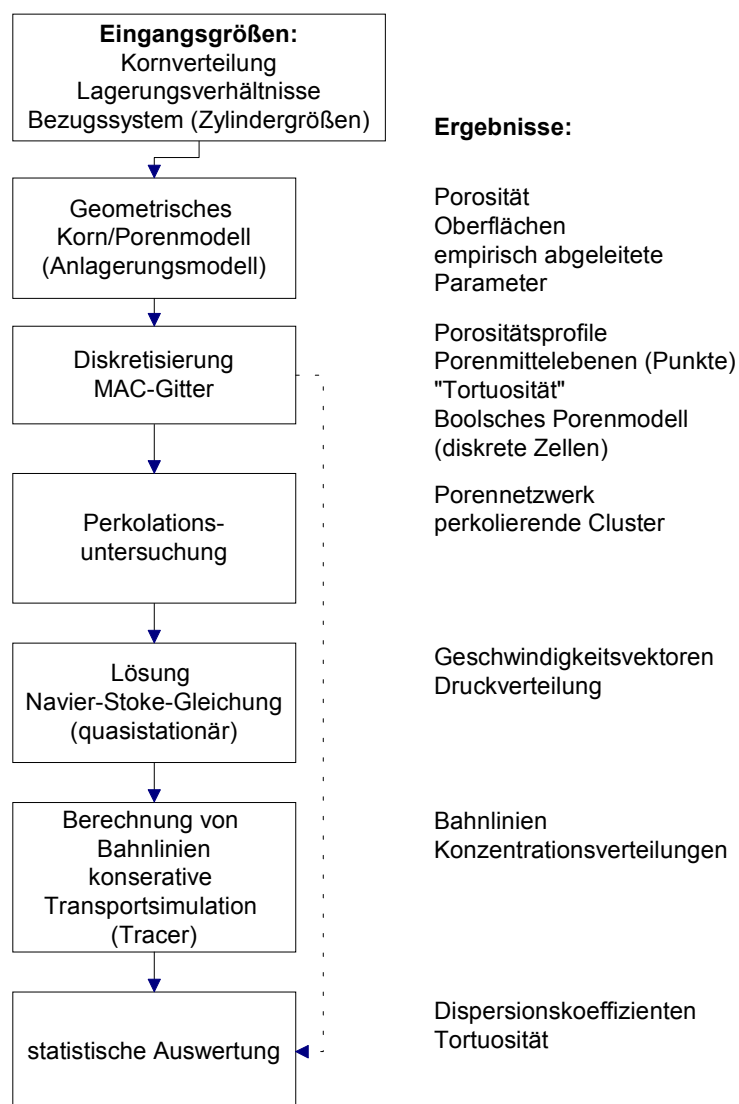 Eingangsgrößen:
Kornverteilung
Lagerungsverhältnisse
Bezugssystem (Zylindergrößen)
Ergebnisse:
Geometrisches
Korn/Porenmodell
(Anlagerungsmodell)
Porosität
Oberflächen
empirisch abgeleitete
Parameter
Diskretisierung
MAC-Gitter
Porositätsprofile
Porenmittelebenen (Punkte)
"Tortuosität"
Boolsches Porenmodell
(diskrete Zellen)
Perkolations-
untersuchung
Porennetzwerk
perkolierende Cluster
Lösung
Navier-Stoke-Gleichung
(quasistationär)
Geschwindigkeitsvektoren
Druckverteilung
Berechnung von
Bahnlinien
konserative
Transportsimulation
(Tracer)
Bahnlinien
Konzentrationsverteilungen
statistische Auswertung
Dispersionskoeffizienten
Tortuosität